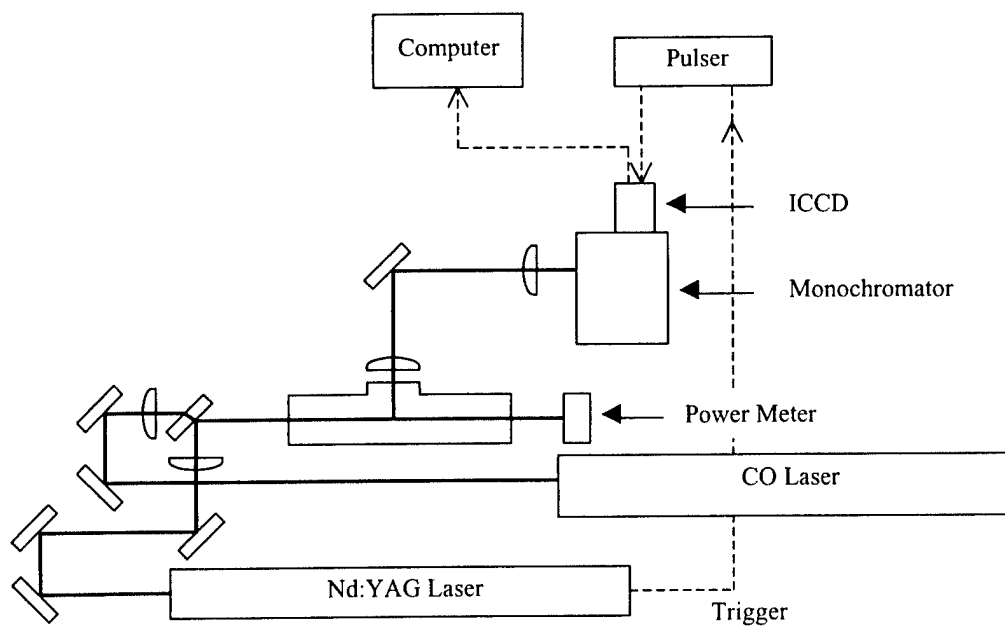 Computer
Pulser
ICCD
Monochromator
Power Meter
CO Laser
Nd:YAG Laser
Trigger